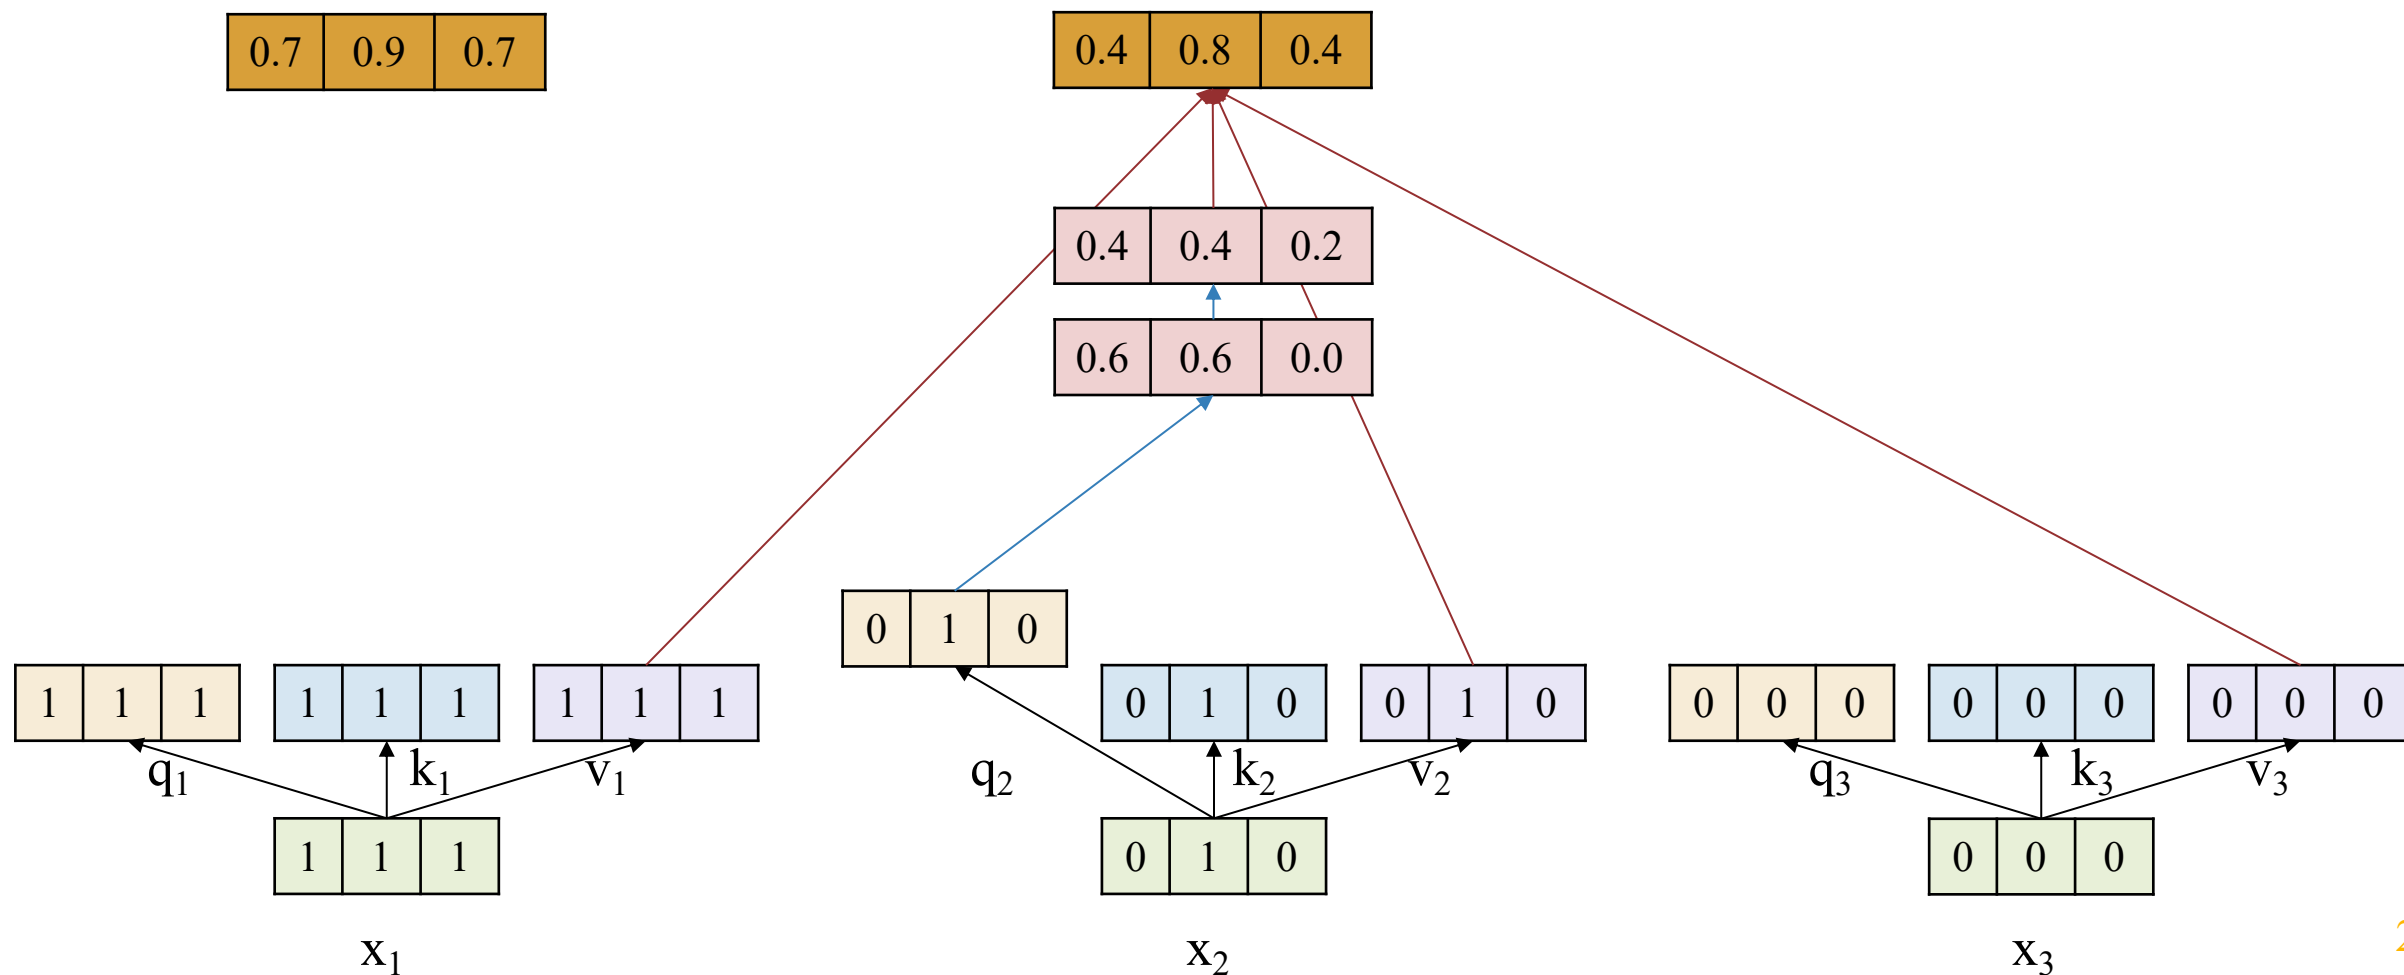 0.7 0.9 0.7 0.4 0.8 0.4
0.4 0.4 0.2
0.6 0.6 0.0
0 1 0
1 1 1 1 1 1 1 1 1 0 1 0 0 1 0 0 0 0 0 0 0 0 0 0
q₁ k₁ v₁ q₂ k₂ v₂ q₃ k₃ v₃
1 1 1 0 1 0 0 0 0
x₁ x₂ x₃